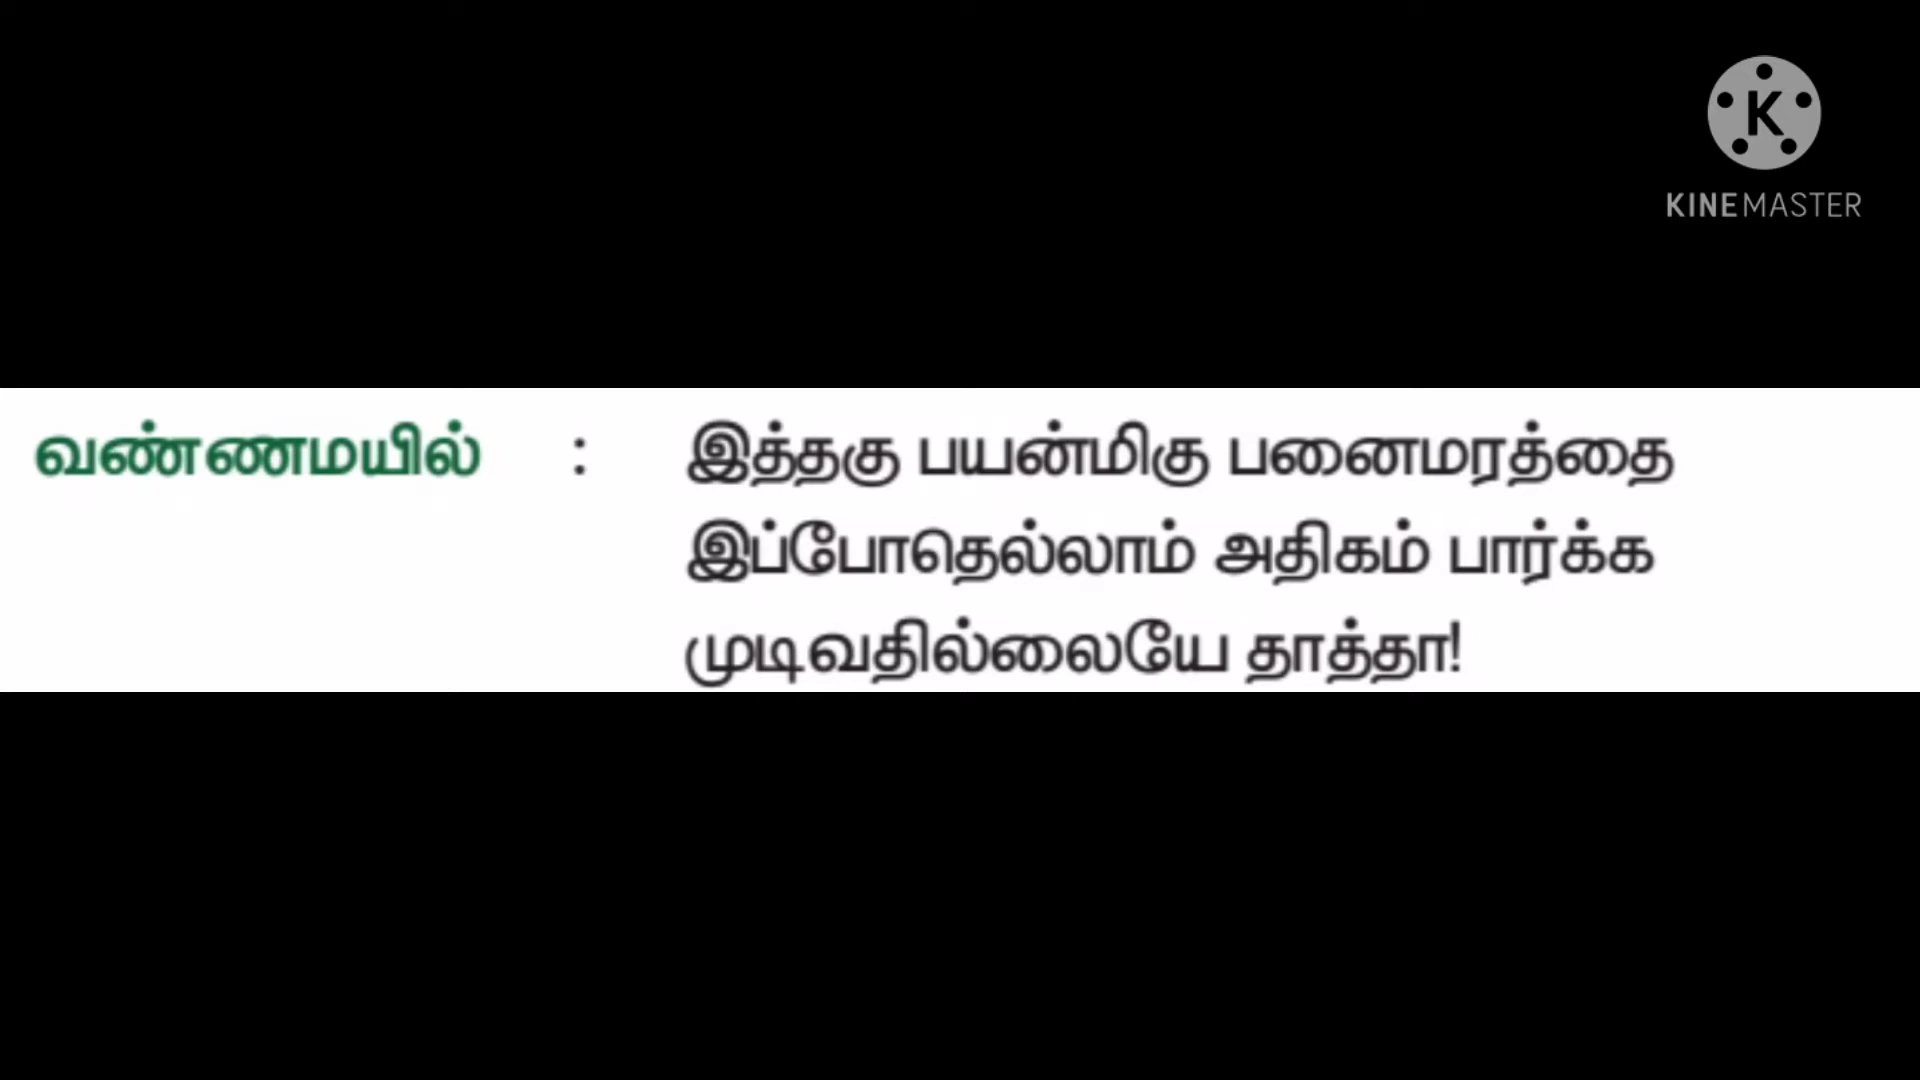 K
KINEMASTER
வண்ணமயில் : இத்தகு பயன்மிகு பனைமரத்தை
இப்போதெல்லாம் அதிகம் பார்க்க
முடிவதில்லையே தாத்தா!